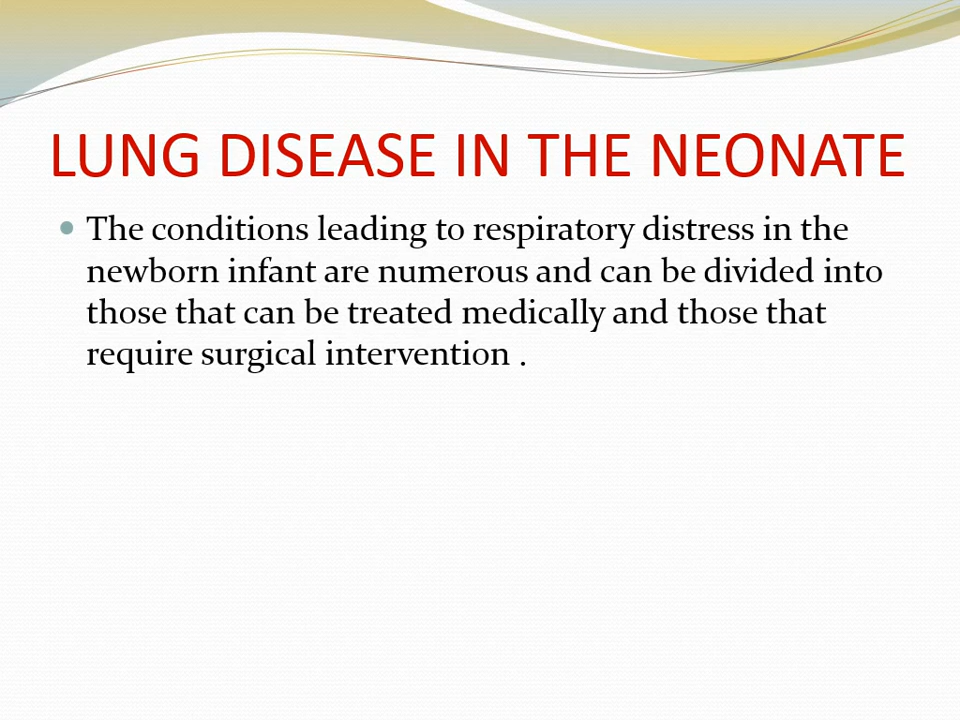 LUNG DISEASE IN THE NEONATE
• The conditions leading to respiratory distress in the
newborn infant are numerous and can be divided into
those that can be treated medically and those that
require surgical intervention .